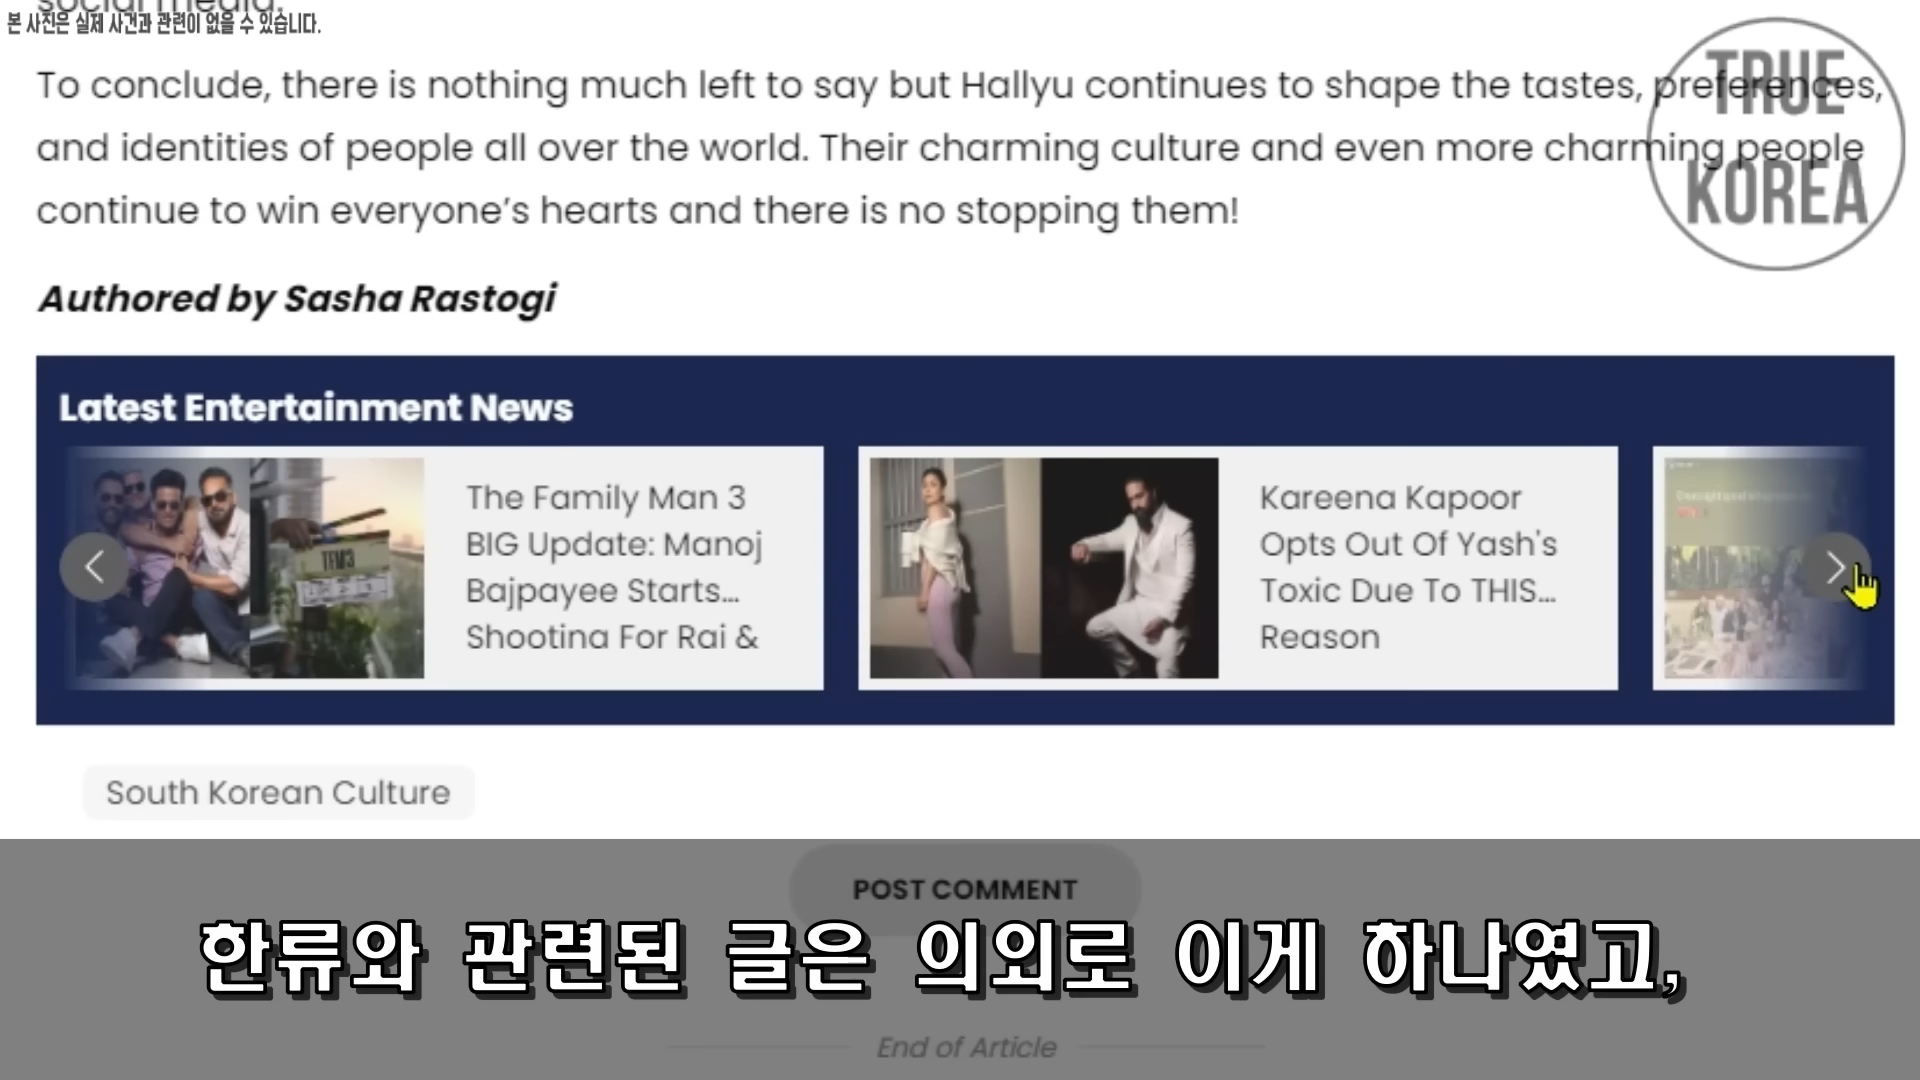 social media.
본 사진은 실제 사건과 관련이 없을 수 있습니다.
TRUE
KOREA
To conclude, there is nothing much left to say but Hallyu continues to shape the tastes, preferences,
and identities of people all over the world. Their charming culture and even more charming people
continue to win everyone's hearts and there is no stopping them!
Authored by Sasha Rastogi
Latest Entertainment News
TFM3
The Family Man 3
BIG Update: Manoj
Bajpayee Starts...
Shooting For Raj &
Kareena Kapoor
Opts Out Of Yash's
Toxic Due To THIS...
Reason
South Korean Culture
POST COMMENT
한류와 관련된 글은 의외로 이게 하나였고,
End of Article